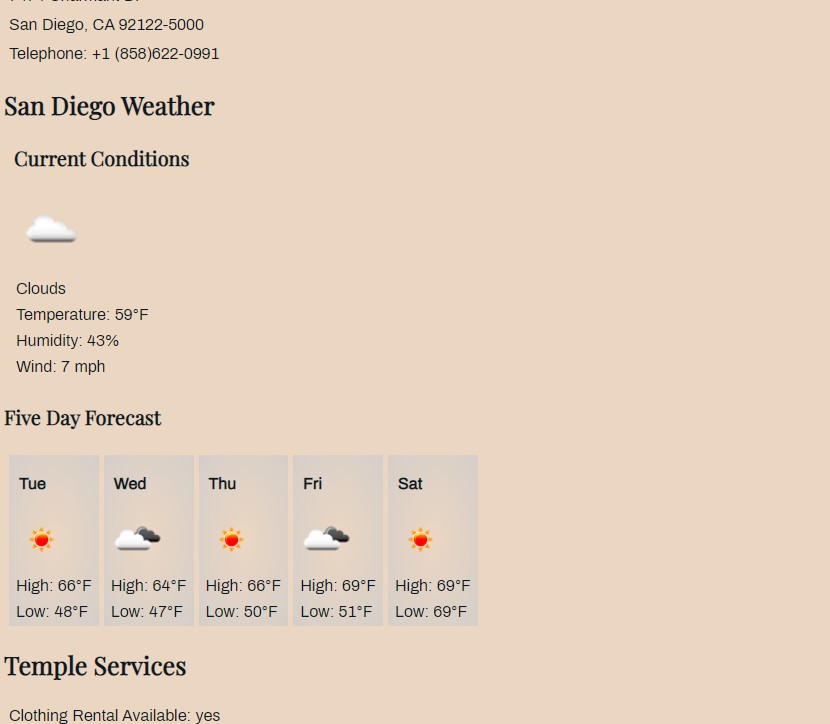 San Diego, CA 92122-5000
Telephone: +1 (858)622-0991
San Diego Weather
Current Conditions
Clouds
Temperature: 59°F
Humidity: 43%
Wind: 7 mph
Five Day Forecast
Tue Wed Thu Fri Sat
High: 66°F High: 64°F High: 66°F High: 69°F High: 69°F
Low: 48°F Low: 47°F Low: 50°F Low: 51°F Low: 69°F
Temple Services
Clothing Rental Available: yes